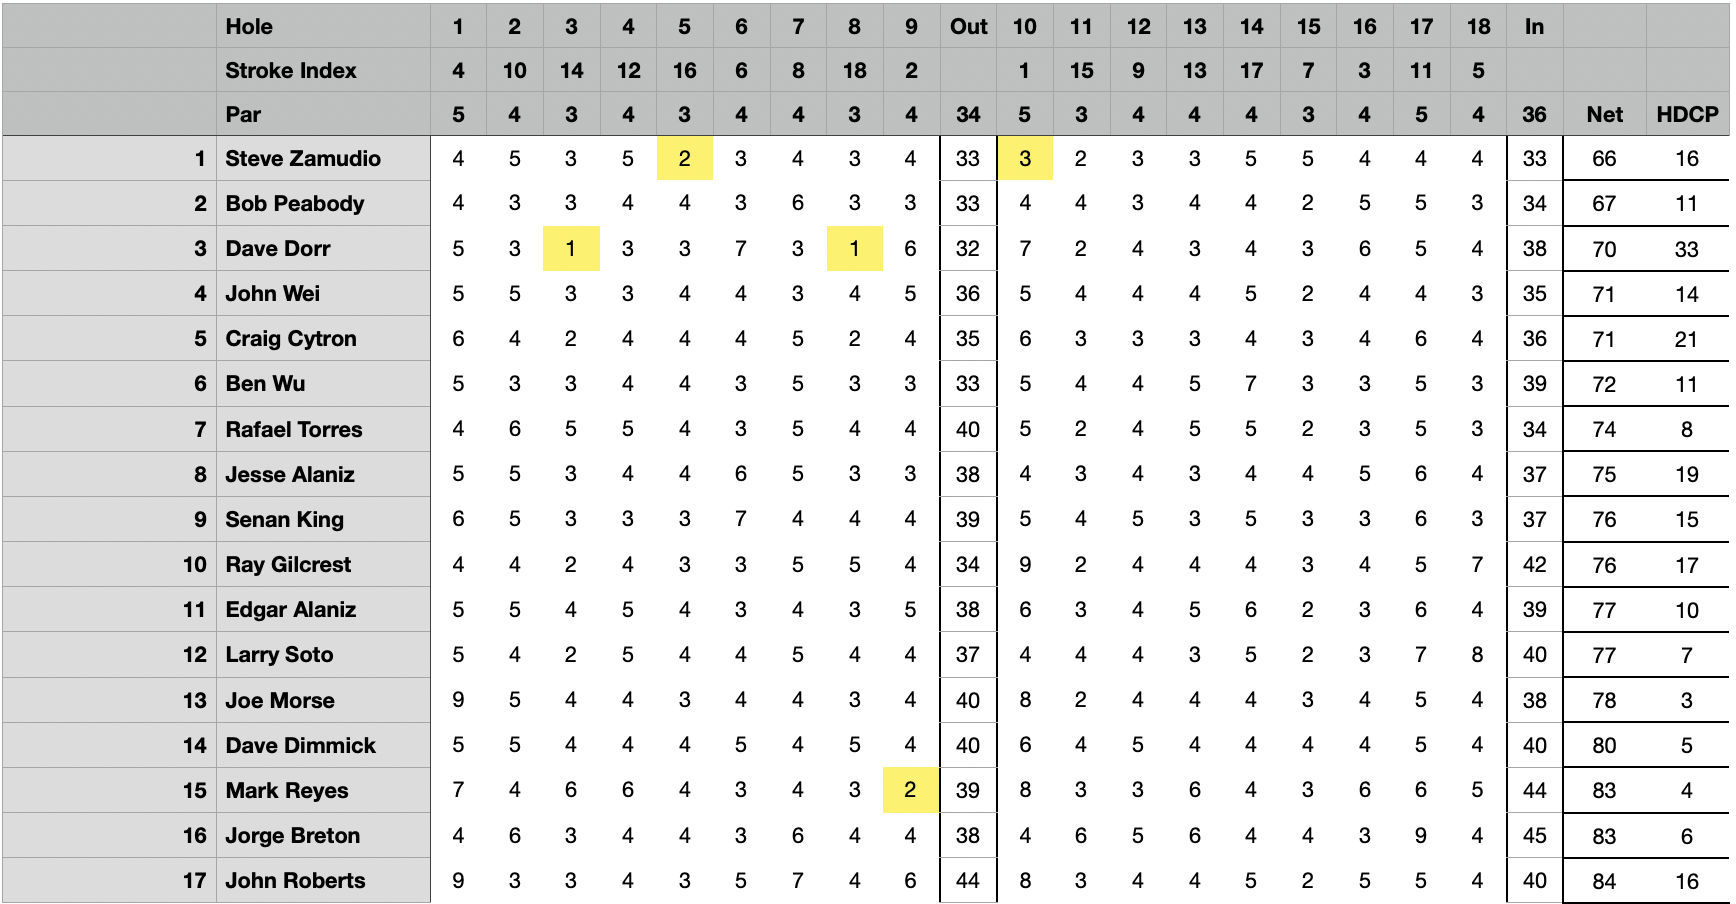 Hole 1 2 3 4 5 6 7 8 9 Out 10 11 12 13 14 15 16 17 18 In
Stroke Index 4 10 14 12 16 6 8 18 2 1 15 9 13 17 7 3 11 5
Par 5 4 3 4 3 4 4 3 4 34 5 3 4 4 4 3 4 5 4 36 Net HDCP
1 Steve Zamudio 4 5 3 5 2 3 4 3 4 33 3 2 3 3 5 5 4 4 4 33 66 16
2 Bob Peabody 4 3 3 4 4 3 6 3 3 33 4 4 3 4 4 2 5 5 3 34 67 11
3 Dave Dorr 5 3 1 3 3 7 3 1 6 32 7 2 4 3 4 3 6 5 4 38 70 33
4 John Wei 5 5 3 3 4 4 3 4 5 36 5 4 4 4 5 2 4 4 3 35 71 14
5 Craig Cytron 6 4 2 4 4 4 5 2 4 35 6 3 3 3 4 3 4 6 4 36 71 21
6 Ben Wu 5 3 3 4 4 3 5 3 3 33 5 4 4 5 7 3 3 5 3 39 72 11
7 Rafael Torres 4 6 5 5 4 3 5 4 4 40 5 2 4 5 5 2 3 5 3 34 74 8
8 Jesse Alaniz 5 5 3 4 4 6 5 3 3 38 4 3 4 3 4 4 5 6 4 37 75 19
9 Senan King 6 5 3 3 3 7 4 4 4 39 5 4 5 3 5 3 3 6 3 37 76 15
10 Ray Gilcrest 4 4 2 4 3 3 5 5 4 34 9 2 4 4 4 3 4 5 7 42 76 17
11 Edgar Alaniz 5 5 4 5 4 3 4 3 5 38 6 3 4 5 6 2 3 6 4 39 77 10
12 Larry Soto 5 4 2 5 4 4 5 4 4 37 4 4 4 3 5 2 3 7 8 40 77 7
13 Joe Morse 9 5 4 4 3 4 4 3 4 40 8 2 4 4 4 3 4 5 4 38 78 3
14 Dave Dimmick 5 5 4 4 4 5 4 5 4 40 6 4 5 4 4 4 4 5 4 40 80 5
15 Mark Reyes 7 4 6 6 4 3 4 3 2 39 8 3 3 6 4 3 6 6 5 44 83 4
16 Jorge Breton 4 6 3 4 4 3 6 4 4 38 4 6 5 6 4 4 3 9 4 45 83 6
17 John Roberts 9 3 3 4 3 5 7 4 6 44 8 3 4 4 5 2 5 5 4 40 84 16